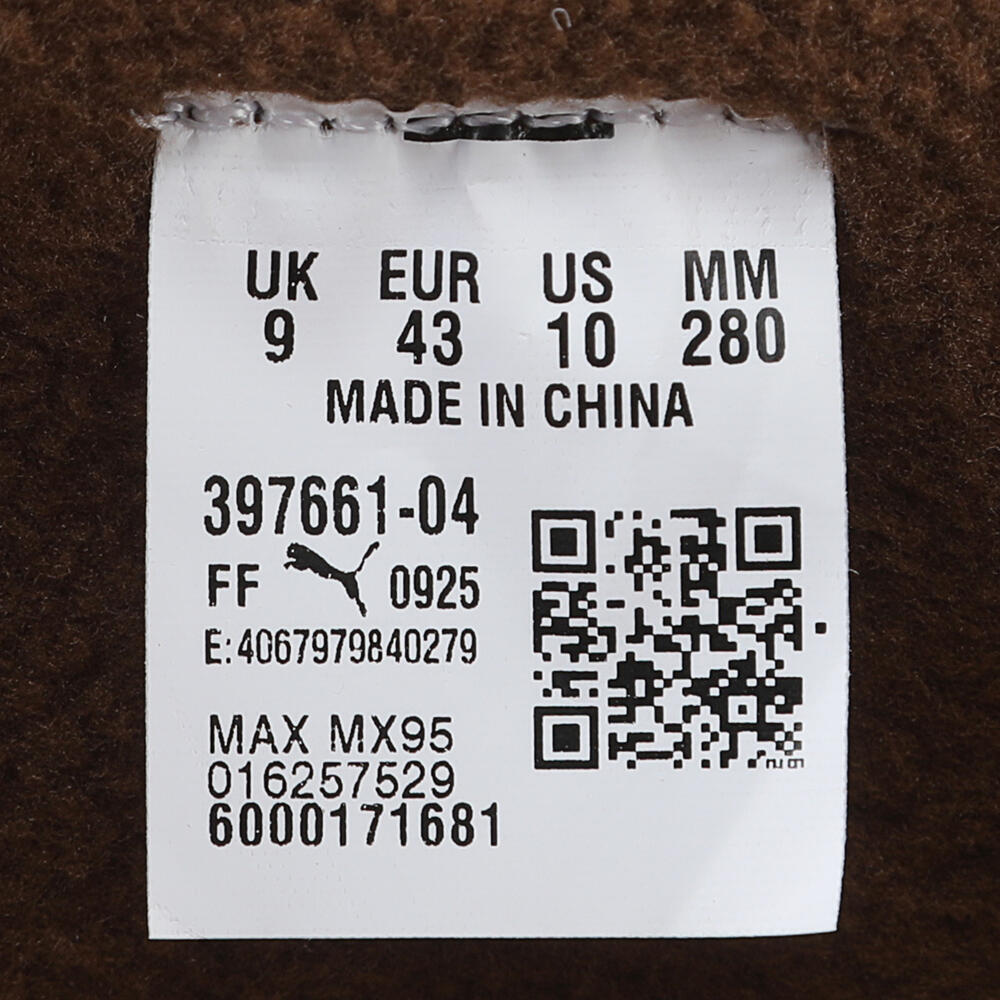 UK EUR US MM
9 43 10 280
MADE IN CHINA
397661-04
FF 0925
E:4067979840279
MAX MX95
016257529
6000171681